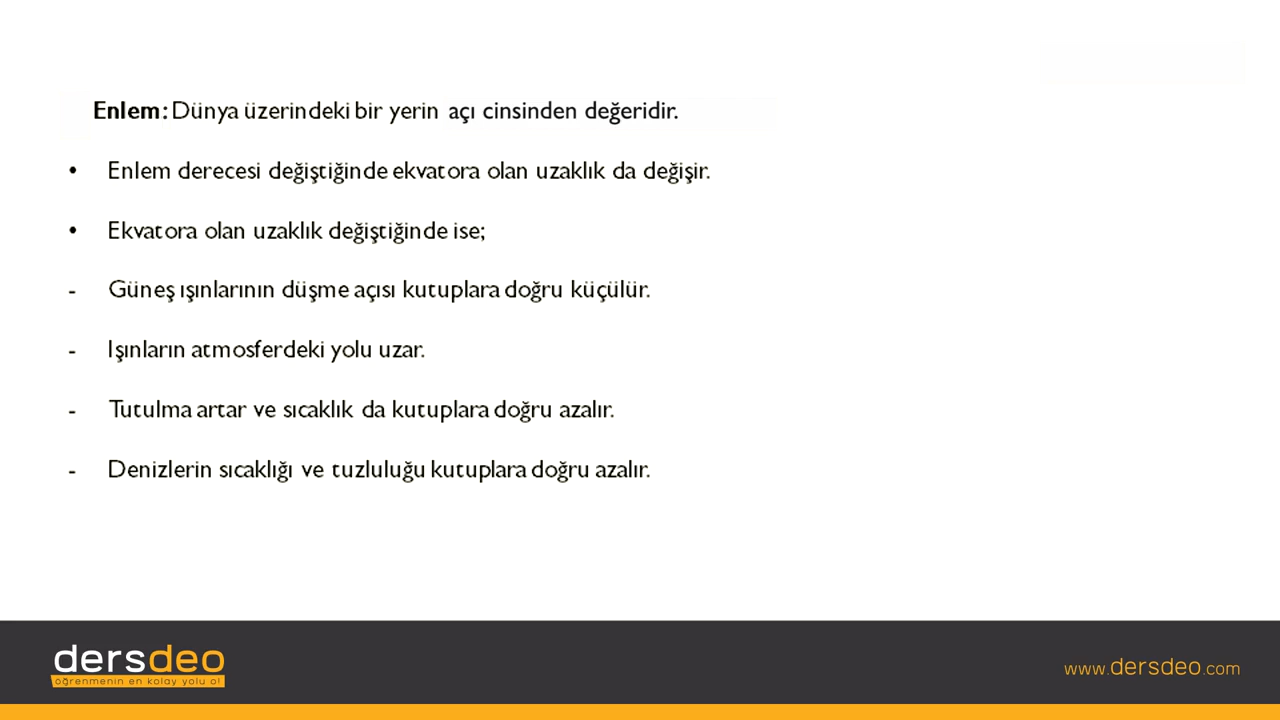 Enlem: Dünya üzerindeki bir yerin açı cinsinden değeridir.
• Enlem derecesi değiştiğinde ekvatora olan uzaklık da değişir.
• Ekvatora olan uzaklık değiştiğinde ise;
- Güneş ışınlarının düşme açısı kutuplara doğru küçülür.
- Işınların atmosferdeki yolu uzar.
- Tutulma artar ve sıcaklık da kutuplara doğru azalır.
- Denizlerin sıcaklığı ve tuzluluğu kutuplara doğru azalır.
dersdeo
öğrenmenin en kolay yolu o!
www.dersdeo.com